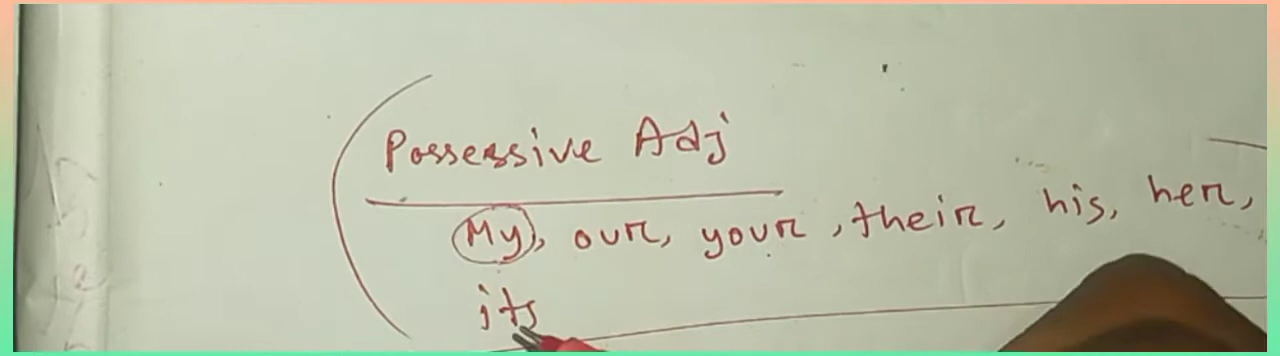 Possessive Adj
My, our, your, their, his, her,
its